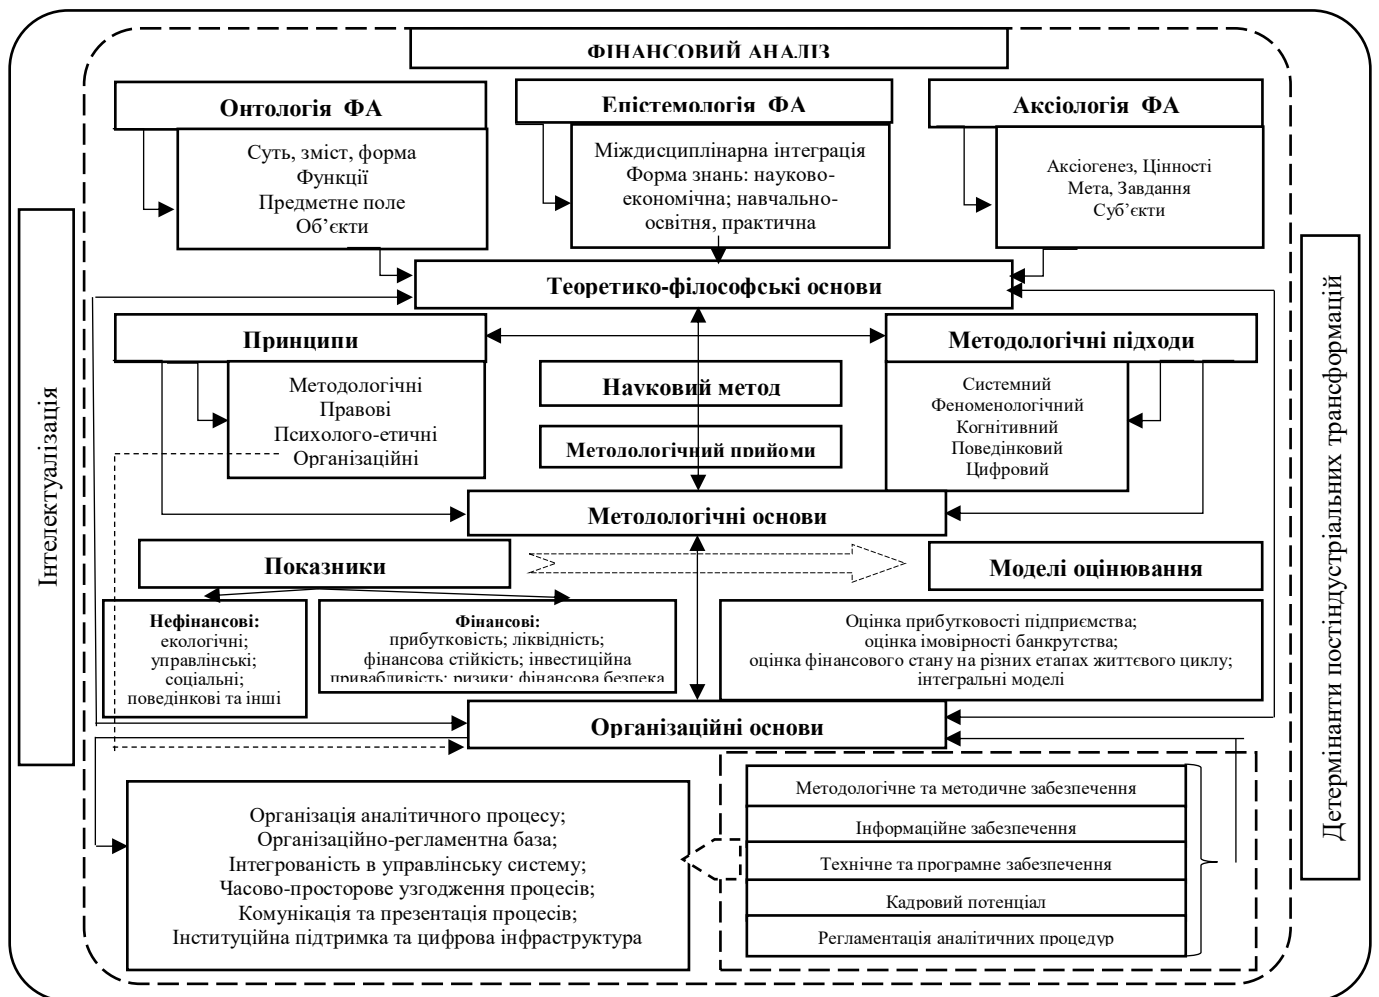 ФІНАНСОВИЙ АНАЛІЗ
Онтологія ФА
Суть, зміст, форма
Функції
Предметне поле
Об’єкти
Епістемологія ФА
Міждисциплінарна інтеграція
Форма знань: науково-
економічна; навчально-
освітня, практична
Аксіологія ФА
Аксіогенез, Цінності
Мета, Завдання
Суб’єкти
Інтелектуалізація
Детермінанти постіндустріальних трансформацій
Теоретико-філософські основи
Принципи
Методологічні
Правові
Психолого-етичні
Організаційні
Науковий метод
Методологічний прийоми
Методологічні підходи
Системний
Феноменологічний
Когнітивний
Поведінковий
Цифровий
Методологічні основи
Показники
Моделі оцінювання
Нефінансові:
екологічні;
управлінські;
соціальні;
поведінкові та інші
Фінансові:
прибутковість; ліквідність;
фінансова стійкість; інвестиційна
привабливість; ризики; фінансова безпека
Оцінка прибутковості підприємства;
оцінка імовірності банкрутства;
оцінка фінансового стану на різних етапах життєвого циклу;
інтегральні моделі
Організаційні основи
Організація аналітичного процесу;
Організаційно-регламентна база;
Інтегрованість в управлінську систему;
Часово-просторове узгодження процесів;
Комунікація та презентація процесів;
Інституційна підтримка та цифрова інфраструктура
Методологічне та методичне забезпечення
Інформаційне забезпечення
Технічне та програмне забезпечення
Кадровий потенціал
Регламентація аналітичних процедур